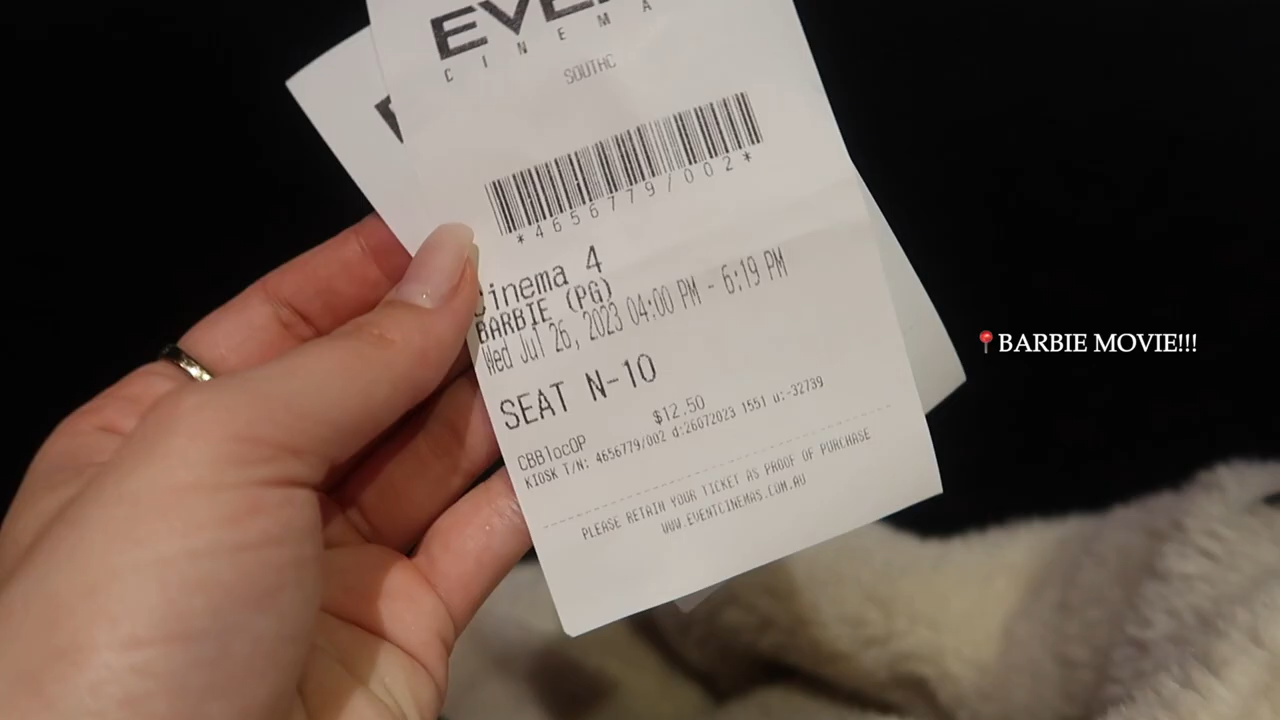 EVE
CINEMA
SOUTHC
*4656779/002*
Cinema 4
BARBIE (PG)
Wed Jul 26, 2023 04:00 PM - 6:19 PM
SEAT N-10
$12.50
CBBlocOP
KIOSK T/N: 4656779/002 d:26072023 1551 u:-32739
PLEASE RETAIN YOUR TICKET AS PROOF OF PURCHASE
WWW.EVENTCINEMAS.COM.AU
📍BARBIE MOVIE!!!